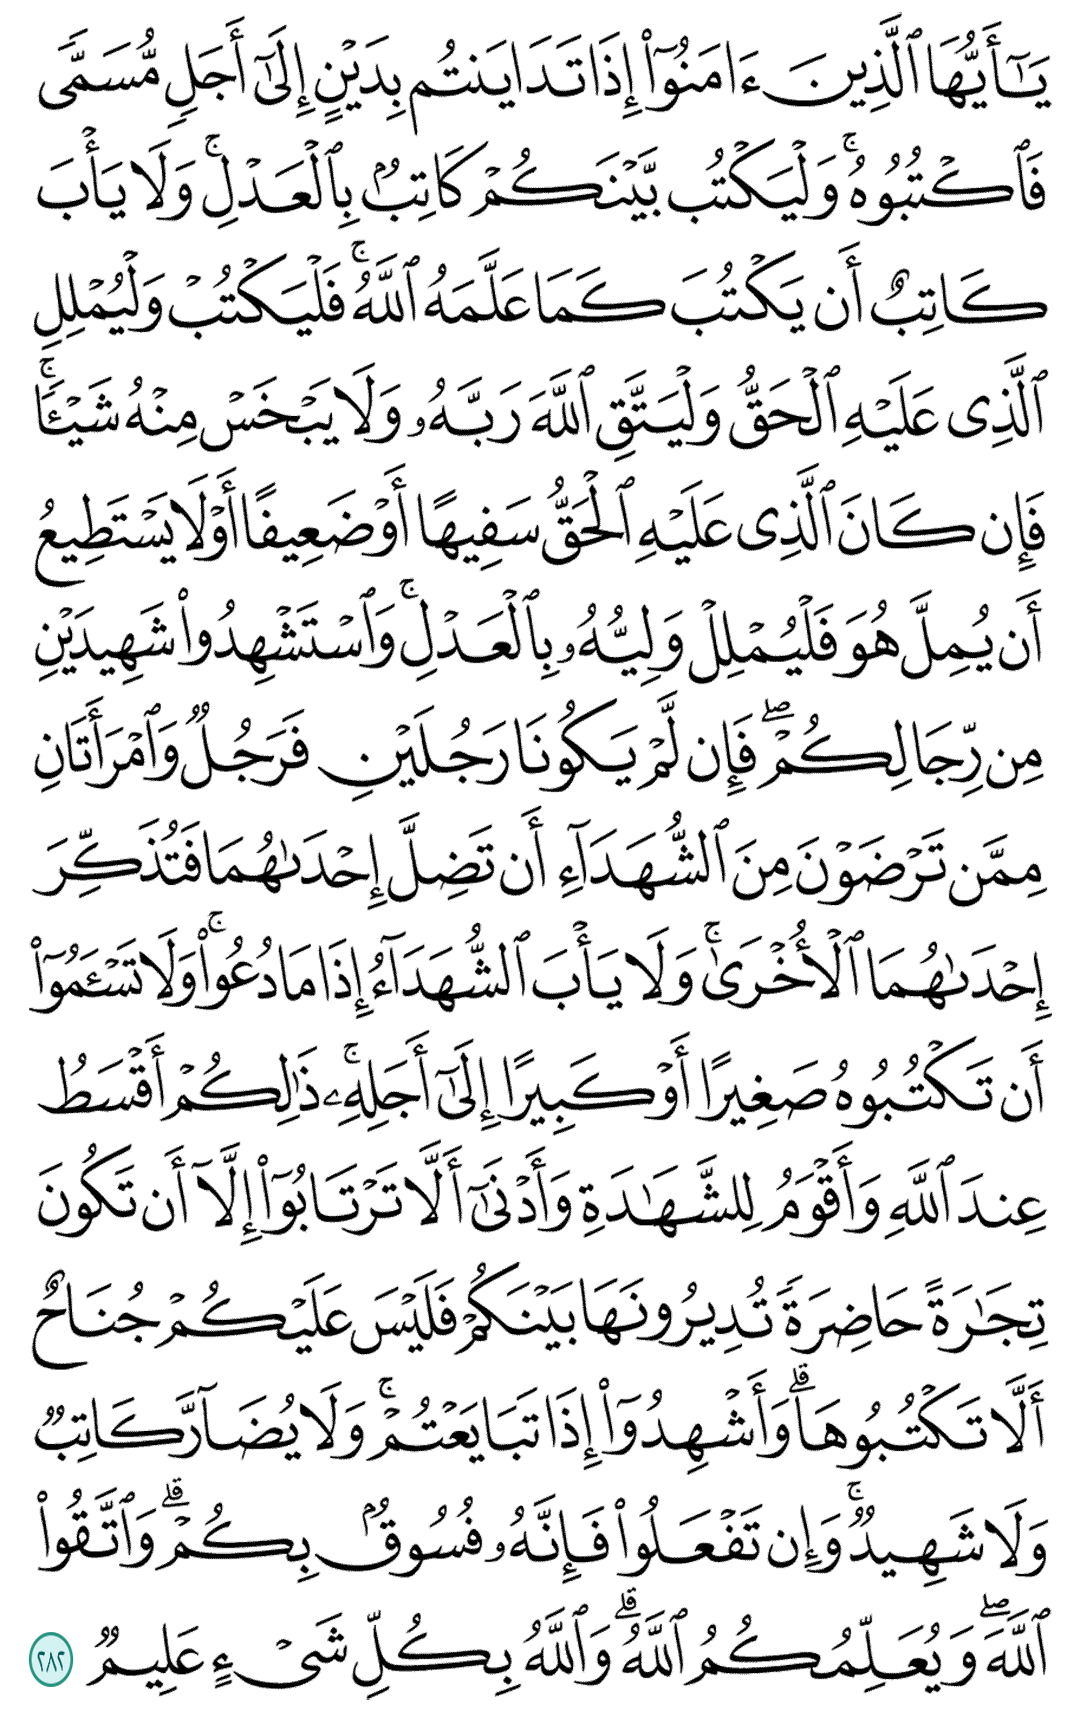 يَـٰٓأَيُّهَا ٱلَّذِينَ ءَامَنُوٓا۟ إِذَا تَدَايَنتُم بِدَيْنٍ إِلَىٰٓ أَجَلٍ مُّسَمًّى
فَٱكْتُبُوهُ ۚ وَلْيَكْتُب بَّيْنَكُمْ كَاتِبٌۢ بِٱلْعَدْلِ ۚ وَلَا يَأْبَ
كَاتِبٌ أَن يَكْتُبَ كَمَا عَلَّمَهُ ٱللَّهُ ۚ فَلْيَكْتُبْ وَلْيُمْلِلِ
ٱلَّذِى عَلَيْهِ ٱلْحَقُّ وَلْيَتَّقِ ٱللَّهَ رَبَّهُۥ وَلَا يَبْخَسْ مِنْهُ شَيْـًٔا ۚ
فَإِن كَانَ ٱلَّذِى عَلَيْهِ ٱلْحَقُّ سَفِيهًا أَوْ ضَعِيفًا أَوْ لَا يَسْتَطِيعُ
أَن يُمِلَّ هُوَ فَلْيُمْلِلْ وَلِيُّهُۥ بِٱلْعَدْلِ ۚ وَٱسْتَشْهِدُوا۟ شَهِيدَيْنِ
مِن رِّجَالِكُمْ ۖ فَإِن لَّمْ يَكُونَا رَجُلَيْنِ فَرَجُلٌ وَٱمْرَأَتَانِ
مِمَّن تَرْضَوْنَ مِنَ ٱلشُّهَدَآءِ أَن تَضِلَّ إِحْدَىٰهُمَا فَتُذَكِّرَ
إِحْدَىٰهُمَا ٱلْأُخْرَىٰ ۚ وَلَا يَأْبَ ٱلشُّهَدَآءُ إِذَا مَا دُعُوا۟ ۚ وَلَا تَسْـَٔمُوٓا۟
أَن تَكْتُبُوهُ صَغِيرًا أَوْ كَبِيرًا إِلَىٰٓ أَجَلِهِۦ ۚ ذَٰلِكُمْ أَقْسَطُ
عِندَ ٱللَّهِ وَأَقْوَمُ لِلشَّهَـٰدَةِ وَأَدْنَىٰٓ أَلَّا تَرْتَابُوٓا۟ إِلَّآ أَن تَكُونَ
تِجَـٰرَةً حَاضِرَةً تُدِيرُونَهَا بَيْنَكُمْ فَلَيْسَ عَلَيْكُمْ جُنَاحٌ
أَلَّا تَكْتُبُوهَا ۗ وَأَشْهِدُوٓا۟ إِذَا تَبَايَعْتُمْ ۚ وَلَا يُضَآرَّ كَاتِبٌ
وَلَا شَهِيدٌ ۚ وَإِن تَفْعَلُوا۟ فَإِنَّهُۥ فُسُوقٌۢ بِكُمْ ۗ وَٱتَّقُوا۟
ٱللَّهَ ۖ وَيُعَلِّمُكُمُ ٱللَّهُ ۗ وَٱللَّهُ بِكُلِّ شَىْءٍ عَلِيمٌ ٢٨٢